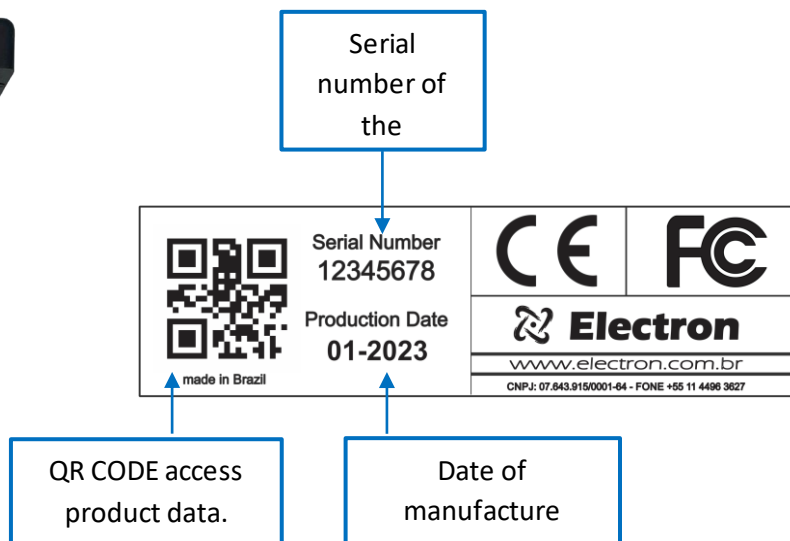 Serial
number of
the
Serial Number
12345678
Production Date
01-2023
made in Brazil
CE
FC
Electron
www.electron.com.br
CNPJ: 07.643.915/0001-64 - FONE +55 11 4496 3627
QR CODE access
product data.
Date of
manufacture